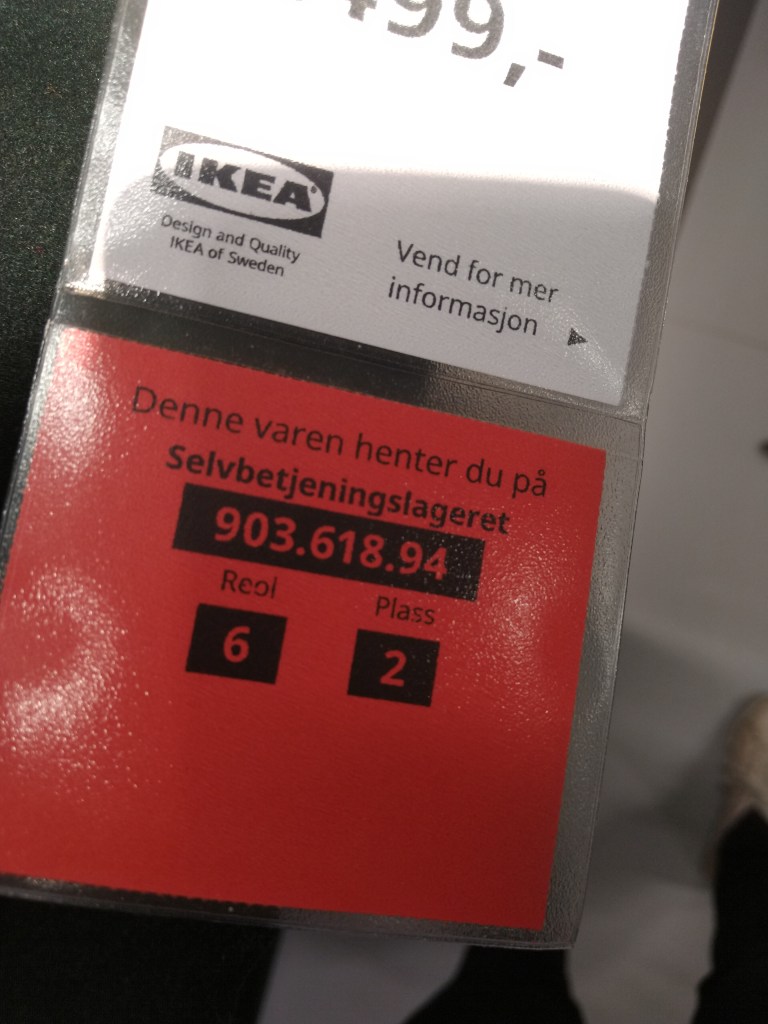 499,-
IKEA®
Design and Quality
IKEA of Sweden
Vend for mer
informasjon
Denne varen henter du på
Selvbetjeningslageret
903.618.94
Reol Plass
6 2